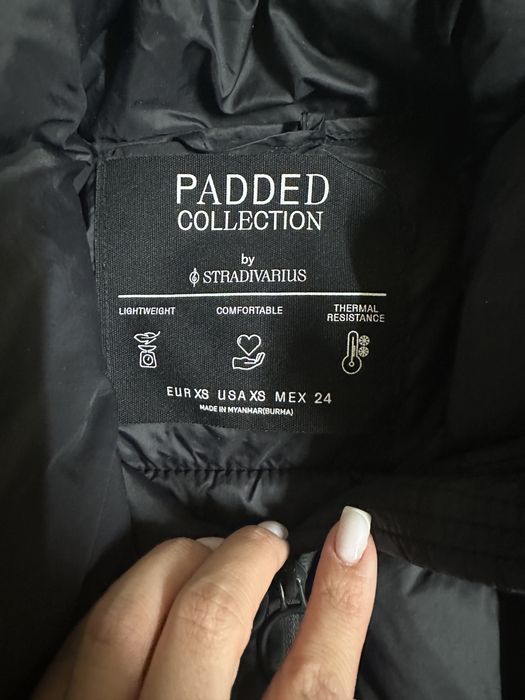 PADDED
COLLECTION
by
STRADIVARIUS
LIGHTWEIGHT COMFORTABLE THERMAL
RESISTANCE
EUR XS USA XS MEX 24
MADE IN MYANMAR(BURMA)